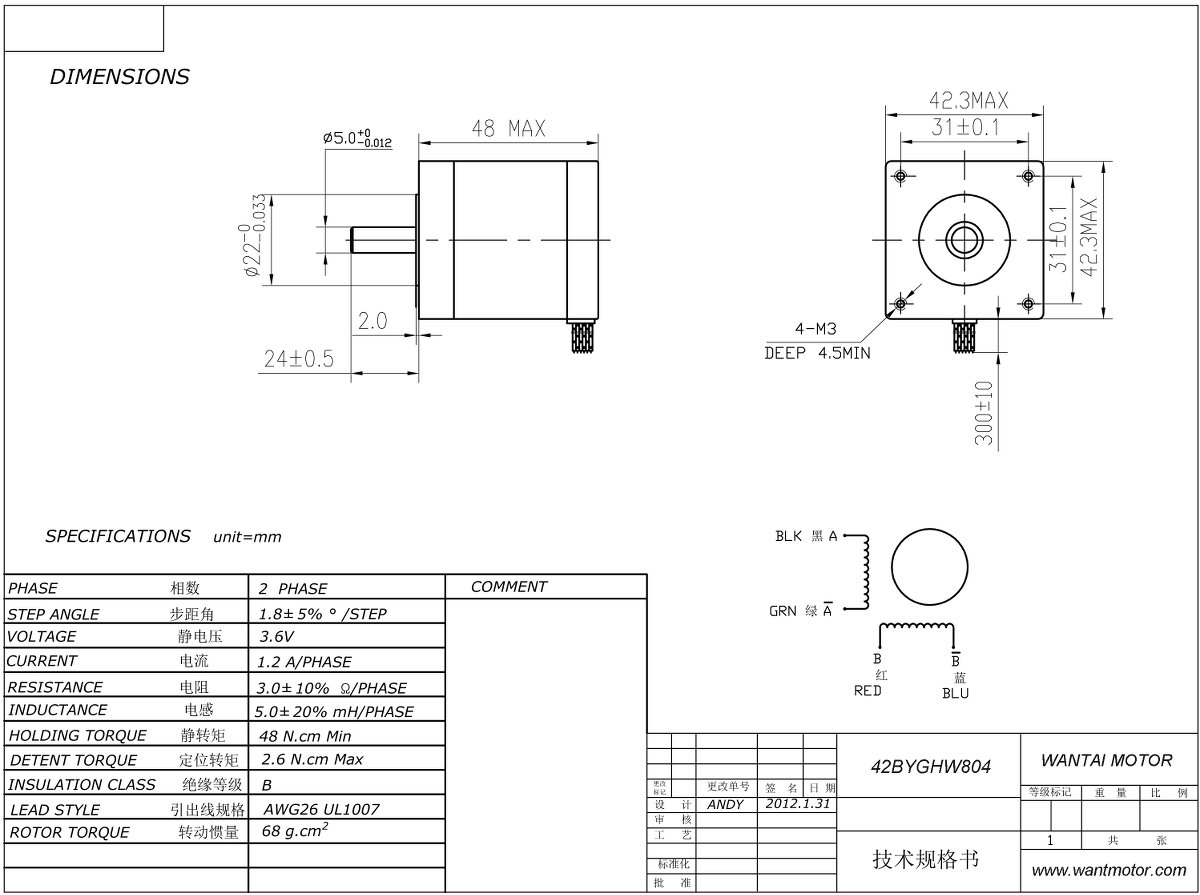 DIMENSIONS
48 MAX
⌀5.0+0-0.012
⌀22-0-0.033
2.0
24±0.5
42.3MAX
31±0.1
31±0.1
42.3MAX
4-M3
DEEP 4.5MIN
300±10
SPECIFICATIONS unit=mm
PHASE 相数 2 PHASE
STEP ANGLE 步距角 1.8±5% ° /STEP
VOLTAGE 静电压 3.6V
CURRENT 电流 1.2 A/PHASE
RESISTANCE 电阻 3.0±10% Ω/PHASE
INDUCTANCE 电感 5.0±20% mH/PHASE
HOLDING TORQUE 静转矩 48 N.cm Min
DETENT TORQUE 定位转矩 2.6 N.cm Max
INSULATION CLASS 绝缘等级 B
LEAD STYLE 引出线规格 AWG26 UL1007
ROTOR TORQUE 转动惯量 68 g.cm²
COMMENT
BLK 黑 A
GRN 绿 A̅
B
红
RED
B̅
蓝
BLU
更改标记 更改单号 签 名 日 期
设 计 ANDY 2012.1.31
审 核
工 艺
标准化
批 准
42BYGHW804
技术规格书
WANTAI MOTOR
等级标记 重 量 比 例
1 共 张
www.wantmotor.com